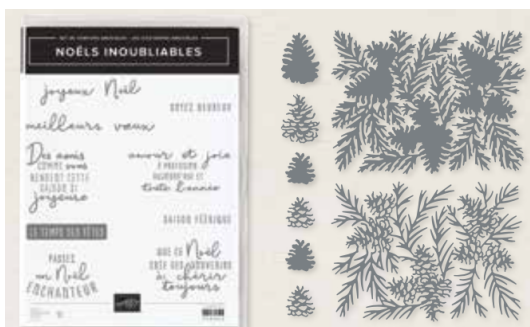 NOËLS INOUBLIABLES
joyeux Noël
SOYEZ HEUREUX
meilleurs vœux
Des amis
COMME vous
RENDENT CETTE
SAISON SI
joyeuse
amour et joie
À PROFUSION
AUJOURD'HUI ET
toute l'année
SAISON FÉÉRIQUE
LE TEMPS DES FÊTES
PASSEZ
un Noël
ENCHANTEUR
QUE CE Noël
CRÉE DES SOUVENIRS
à chérir
toujours